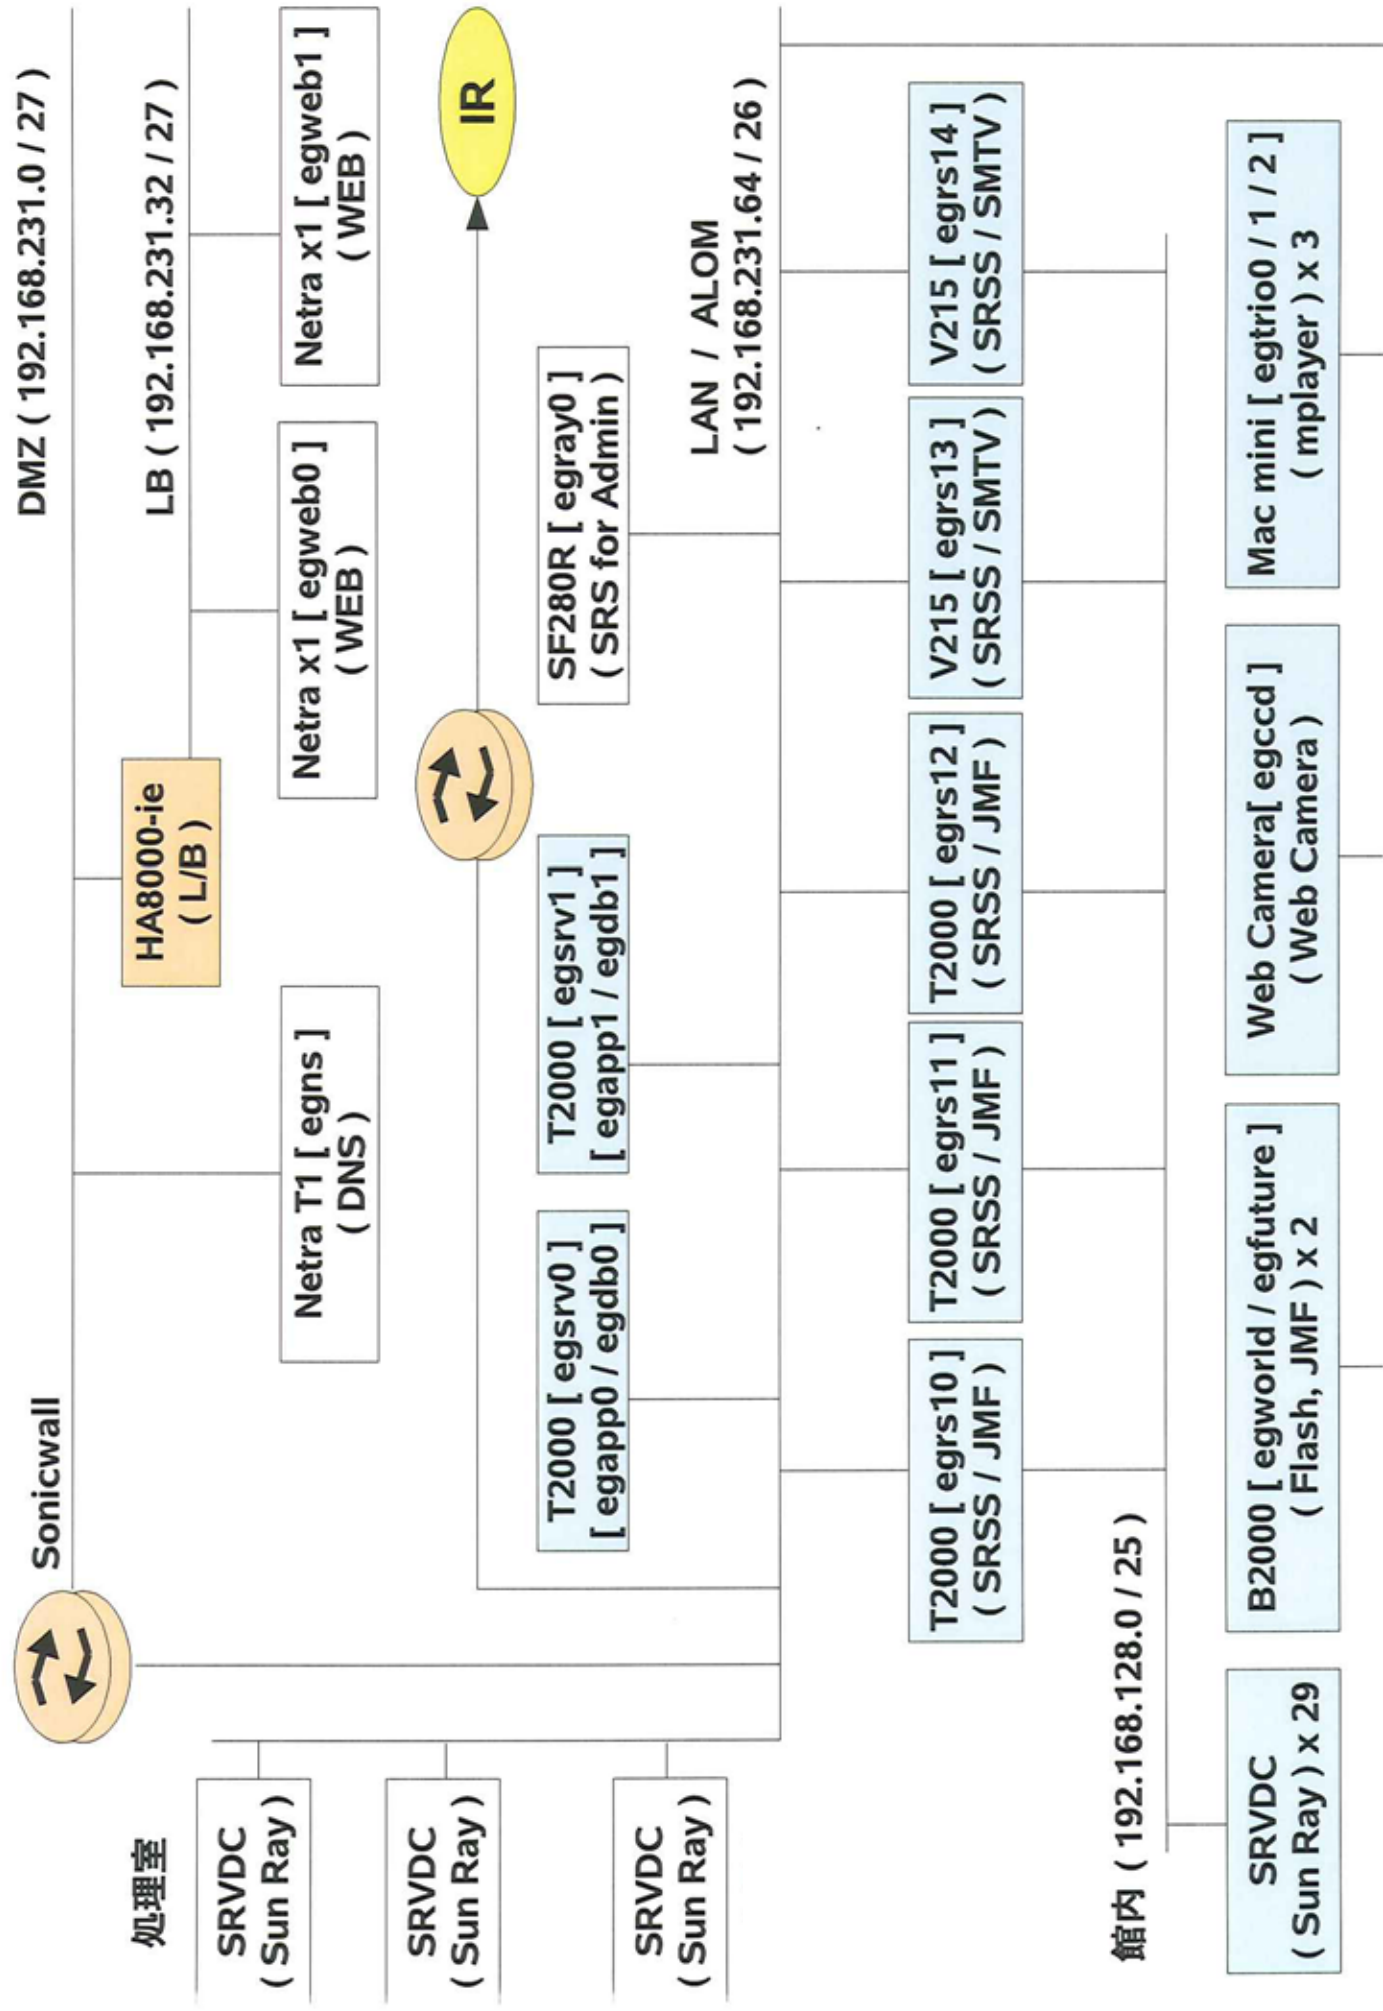 処理室
SRVDC
( Sun Ray )
SRVDC
( Sun Ray )
SRVDC
( Sun Ray )
Sonicwall
DMZ ( 192.168.231.0 / 27 )
HA8000-ie
( L/B )
LB ( 192.168.231.32 / 27 )
Netra T1 [ egns ]
( DNS )
Netra x1 [ egweb0 ]
( WEB )
Netra x1 [ egweb1 ]
( WEB )
IR
T2000 [ egsrv0 ]
[ egapp0 / egdb0 ]
T2000 [ egsrv1 ]
[ egapp1 / egdb1 ]
SF280R [ egray0 ]
( SRS for Admin )
LAN / ALOM
( 192.168.231.64 / 26 )
T2000 [ egrs10 ]
( SRSS / JMF )
T2000 [ egrs11 ]
( SRSS / JMF )
T2000 [ egrs12 ]
( SRSS / JMF )
V215 [ egrs13 ]
( SRSS / SMTV )
V215 [ egrs14 ]
( SRSS / SMTV )
館内 ( 192.168.128.0 / 25 )
SRVDC
( Sun Ray ) x 29
B2000 [ egworld / egfuture ]
( Flash, JMF ) x 2
Web Camera[ egccd ]
( Web Camera )
Mac mini [ egtrio0 / 1 / 2 ]
( mplayer ) x 3